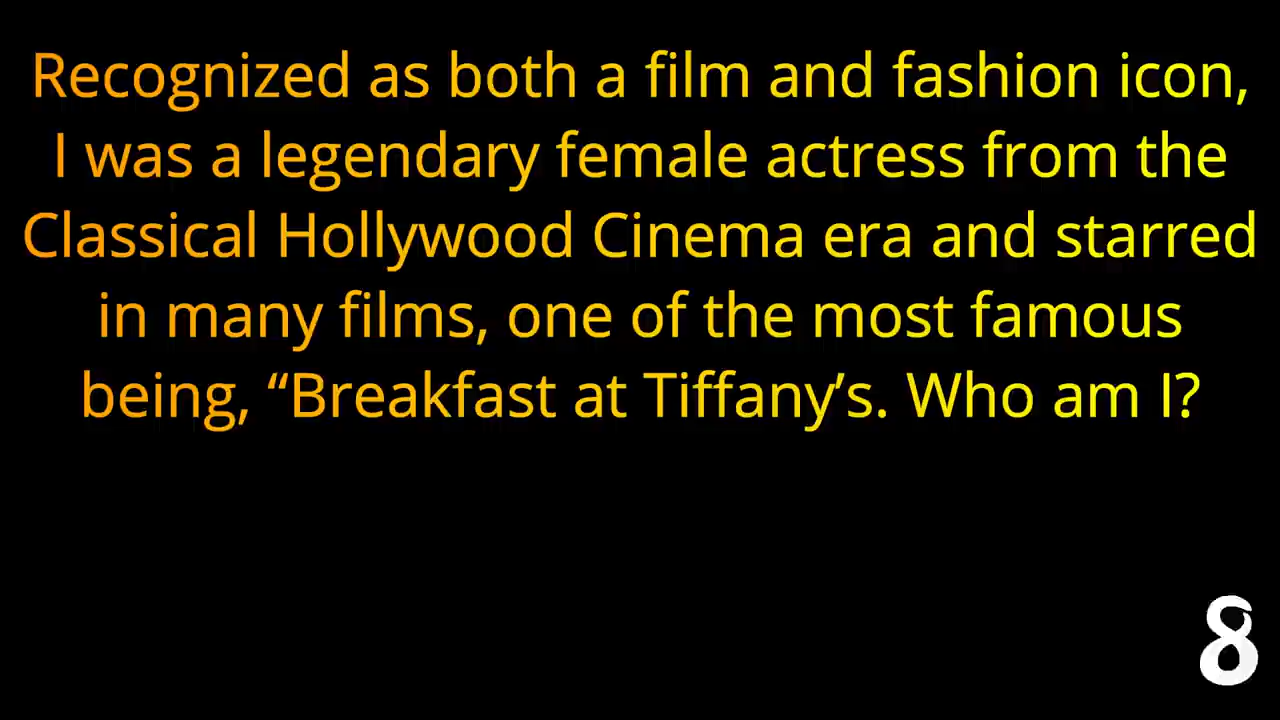 Recognized as both a film and fashion icon,
I was a legendary female actress from the
Classical Hollywood Cinema era and starred
in many films, one of the most famous
being, “Breakfast at Tiffany’s. Who am I?
8